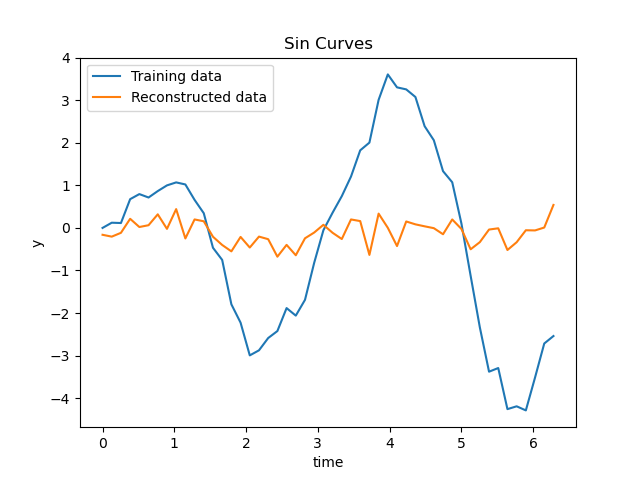 Sin Curves
Training data
Reconstructed data
4
3
2
1
0
−1
−2
−3
−4
y
0 1 2 3 4 5 6
time